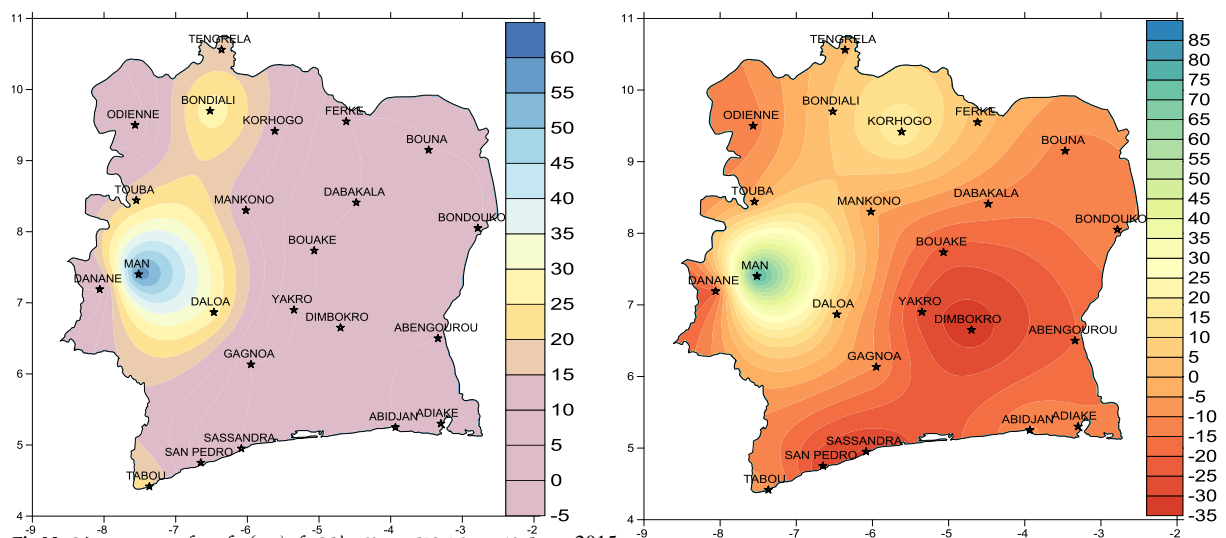 11
10
9
8
7
6
5
4
-9
-8
-7
-6
-5
-4
-3
-2
TENGRELA
BONDIALI
ODIENNE
KORHOGO
FERKE
BOUNA
TOUBA
MANKONO
DABAKALA
BONDOUKO
BOUAKE
MAN
DANANE
DALOA
YAKRO
DIMBOKRO
ABENGOUROU
GAGNOA
ABIDJAN
ADIAKE
SASSANDRA
SAN PEDRO
TABOU
60
55
50
45
40
35
30
25
20
15
10
5
0
-5
11
10
9
8
7
6
5
4
-9
-8
-7
-6
-5
-4
-3
-2
TENGRELA
BONDIALI
ODIENNE
KORHOGO
FERKE
BOUNA
TOUBA
MANKONO
DABAKALA
BONDOUKO
BOUAKE
MAN
DANANE
DALOA
YAKRO
DIMBOKRO
ABENGOUROU
GAGNOA
ABIDJAN
ADIAKE
SASSANDRA
SAN PEDRO
TABOU
85
80
75
70
65
60
55
50
45
40
35
30
25
20
15
10
5
0
-5
-10
-15
-20
-25
-30
-35
2015